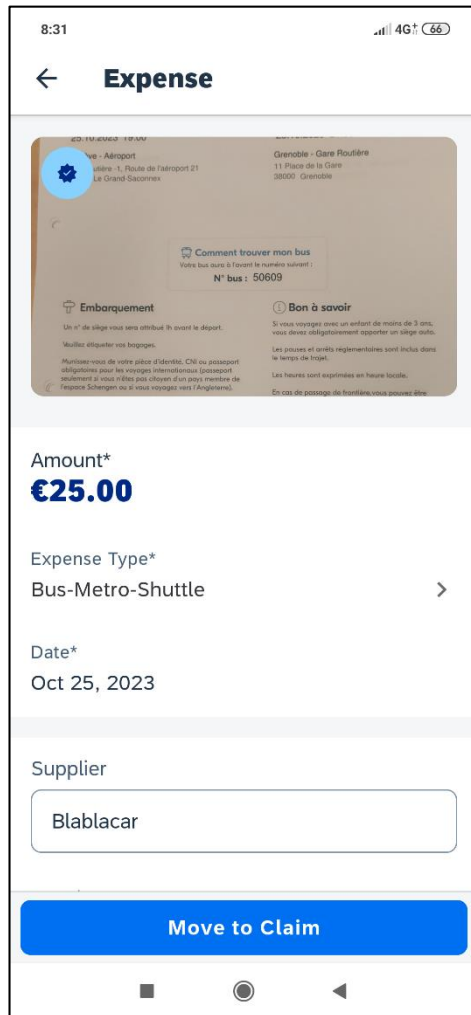 8:31
4G+ 66
Expense
25.10.2023 19:00
ve - Aéroport
utière -1, Route de l'aéroport 21
Le Grand-Saconnex
Grenoble - Gare Routière
11 Place de la Gare
38000 Grenoble
Comment trouver mon bus
Votre bus aura à l'avant le numéro suivant :
N° bus : 50609
Embarquement
Un n° de siège vous sera attribué 1h avant le départ.
Veuillez étiqueter vos bagages.
Munissez-vous de votre pièce d'identité, CNI ou passeport
obligatoires pour les voyages internationaux (passeport
seulement si vous n'êtes pas citoyen d'un pays membre de
l'espace Schengen ou si vous voyagez vers l'Angleterre).
Bon à savoir
Si vous voyagez avec un enfant de moins de 3 ans,
vous devez obligatoirement apporter un siège auto.
Les pauses et arrêts réglementaires sont inclus dans
le temps de trajet.
Les heures sont exprimées en heure locale.
En cas de passage de frontière, vous pouvez être
Amount*
€25.00
Expense Type*
Bus-Metro-Shuttle
Date*
Oct 25, 2023
Supplier
Blablacar
Move to Claim